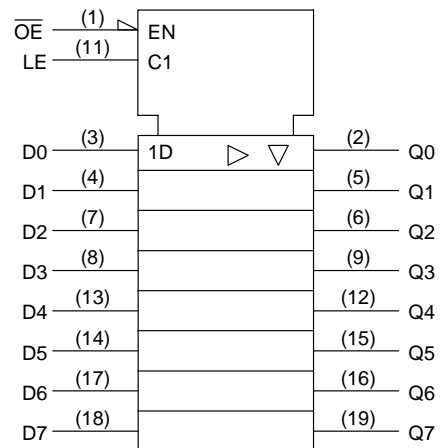 OE (1) EN
LE (11) C1
D0 (3) 1D (2) Q0
D1 (4) (5) Q1
D2 (7) (6) Q2
D3 (8) (9) Q3
D4 (13) (12) Q4
D5 (14) (15) Q5
D6 (17) (16) Q6
D7 (18) (19) Q7